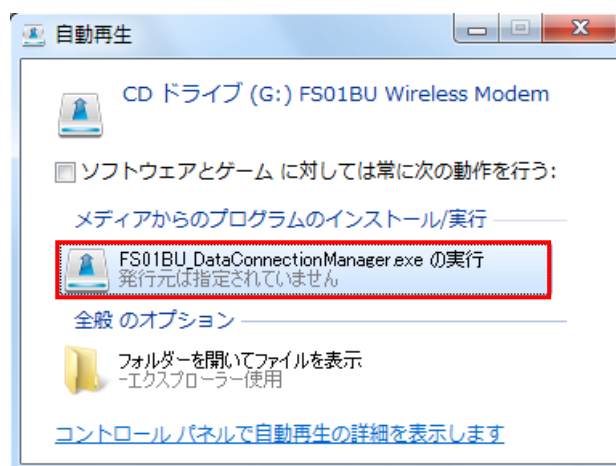 自動再生
CD ドライブ (G:) FS01BU Wireless Modem
ソフトウェアとゲーム に対しては常に次の動作を行う:
メディアからのプログラムのインストール/実行
FS01BU_DataConnectionManager.exe の実行
発行元は指定されていません
全般 のオプション
フォルダーを開いてファイルを表示
-エクスプローラー使用
コントロール パネルで自動再生の詳細を表示します